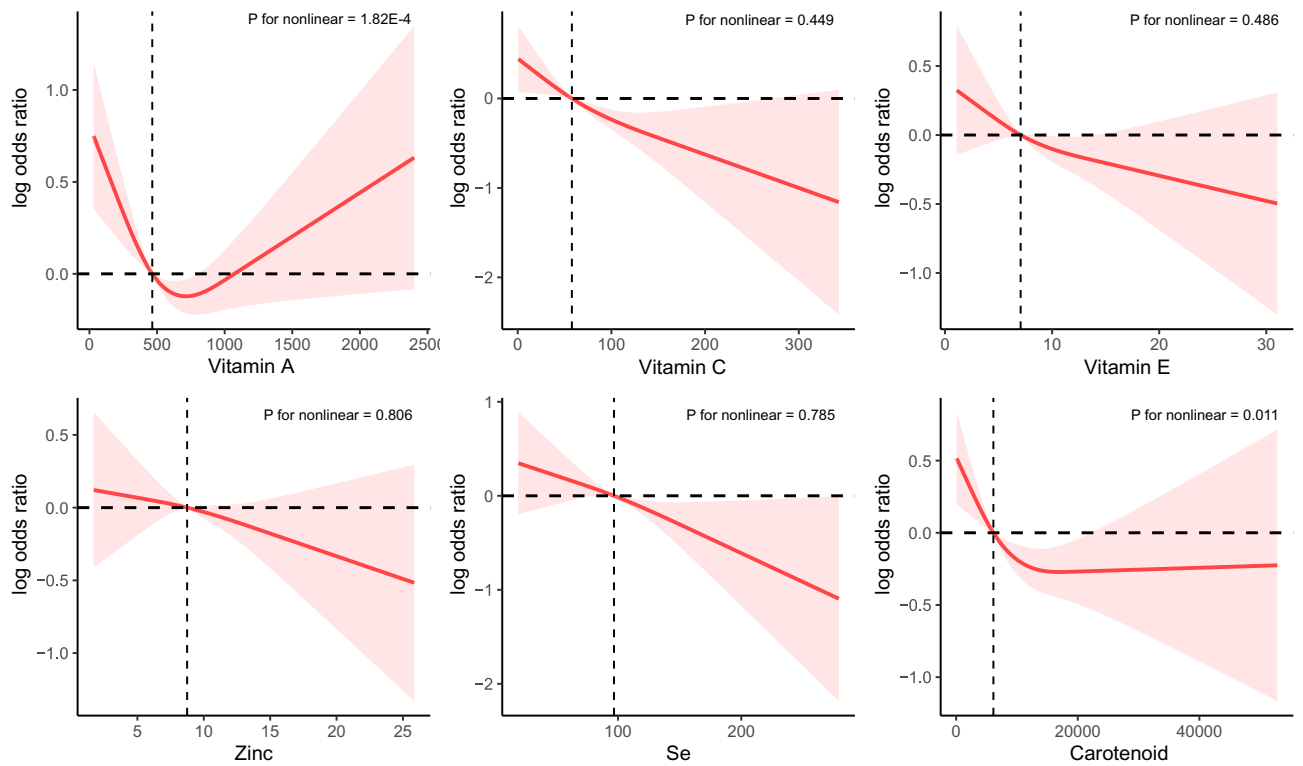 P for nonlinear = 1.82E-4
log odds ratio
1.0
0.5
0.0
0 500 1000 1500 2000 2500
Vitamin A
P for nonlinear = 0.449
log odds ratio
0
−1
−2
0 100 200 300
Vitamin C
P for nonlinear = 0.486
log odds ratio
0.5
0.0
−0.5
−1.0
0 10 20 30
Vitamin E
P for nonlinear = 0.806
log odds ratio
0.5
0.0
−0.5
−1.0
5 10 15 20 25
Zinc
P for nonlinear = 0.785
log odds ratio
1
0
−1
−2
100 200
Se
P for nonlinear = 0.011
log odds ratio
0.5
0.0
−0.5
−1.0
0 20000 40000
Carotenoid